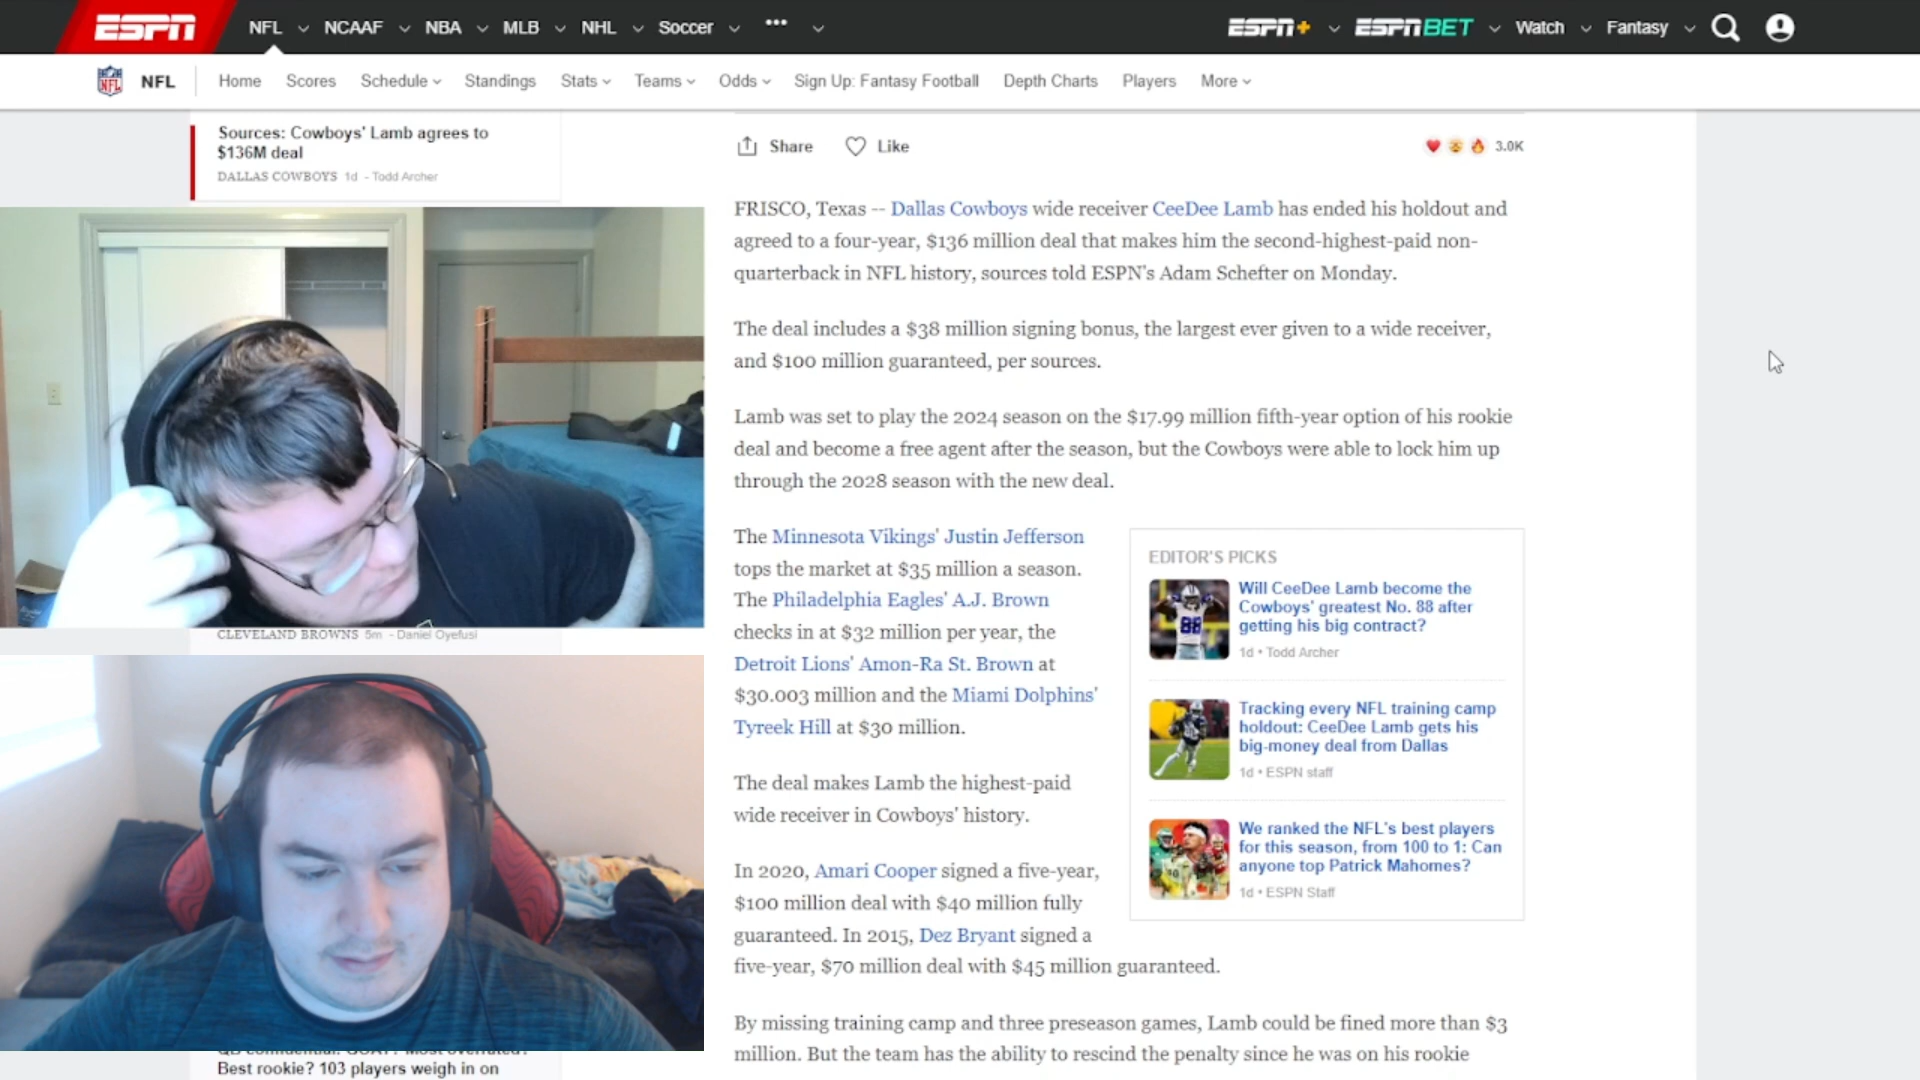 ESPN NFL NCAAF NBA MLB NHL Soccer ••• ESPN+ ESPN BET Watch Fantasy
NFL NFL Home Scores Schedule Standings Stats Teams Odds Sign Up: Fantasy Football Depth Charts Players More
Sources: Cowboys' Lamb agrees to
$136M deal
DALLAS COWBOYS 1d - Todd Archer
CLEVELAND BROWNS 5m - Daniel Oyefusi
Best rookie? 103 players weigh in on
Share Like 3.0K
FRISCO, Texas -- Dallas Cowboys wide receiver CeeDee Lamb has ended his holdout and
agreed to a four-year, $136 million deal that makes him the second-highest-paid non-
quarterback in NFL history, sources told ESPN's Adam Schefter on Monday.
The deal includes a $38 million signing bonus, the largest ever given to a wide receiver,
and $100 million guaranteed, per sources.
Lamb was set to play the 2024 season on the $17.99 million fifth-year option of his rookie
deal and become a free agent after the season, but the Cowboys were able to lock him up
through the 2028 season with the new deal.
The Minnesota Vikings' Justin Jefferson
tops the market at $35 million a season.
The Philadelphia Eagles' A.J. Brown
checks in at $32 million per year, the
Detroit Lions' Amon-Ra St. Brown at
$30.003 million and the Miami Dolphins'
Tyreek Hill at $30 million.
The deal makes Lamb the highest-paid
wide receiver in Cowboys' history.
In 2020, Amari Cooper signed a five-year,
$100 million deal with $40 million fully
guaranteed. In 2015, Dez Bryant signed a
five-year, $70 million deal with $45 million guaranteed.
By missing training camp and three preseason games, Lamb could be fined more than $3
million. But the team has the ability to rescind the penalty since he was on his rookie
EDITOR'S PICKS
88
Will CeeDee Lamb become the
Cowboys' greatest No. 88 after
getting his big contract?
1d • Todd Archer
Tracking every NFL training camp
holdout: CeeDee Lamb gets his
big-money deal from Dallas
1d • ESPN staff
We ranked the NFL's best players
for this season, from 100 to 1: Can
anyone top Patrick Mahomes?
1d • ESPN Staff